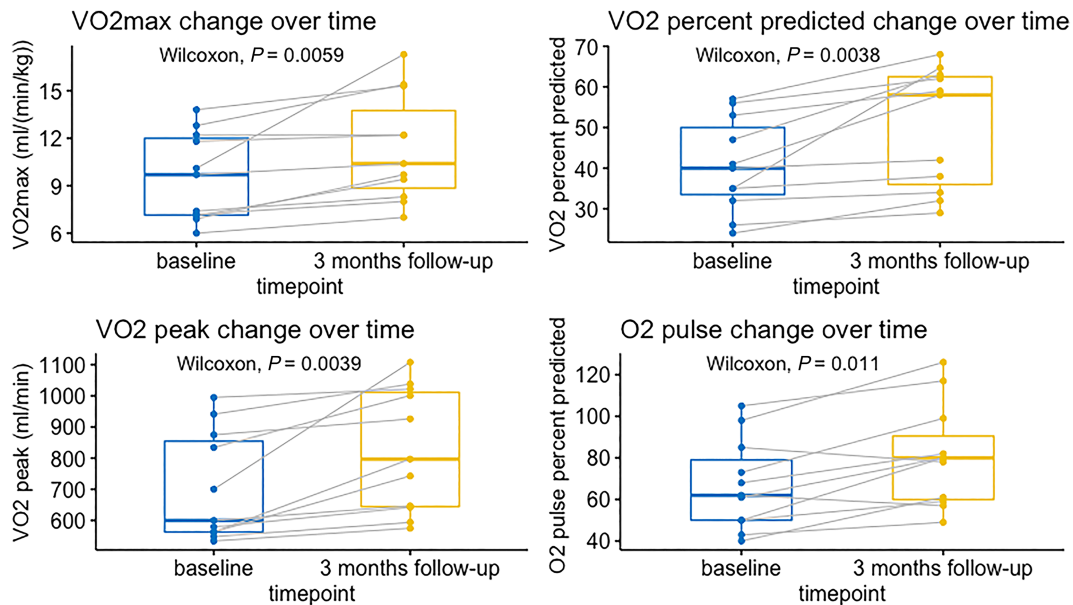 VO2max change over time
Wilcoxon, P = 0.0059
VO2max (ml/(min/kg))
15
12
9
6
baseline
3 months follow-up
timepoint
VO2 percent predicted change over time
Wilcoxon, P = 0.0038
VO2 percent predicted
70
60
50
40
30
baseline
3 months follow-up
timepoint
VO2 peak change over time
Wilcoxon, P = 0.0039
VO2 peak (ml/min)
1100
1000
900
800
700
600
baseline
3 months follow-up
timepoint
O2 pulse change over time
Wilcoxon, P = 0.011
O2 pulse percent predicted
120
100
80
60
40
baseline
3 months follow-up
timepoint